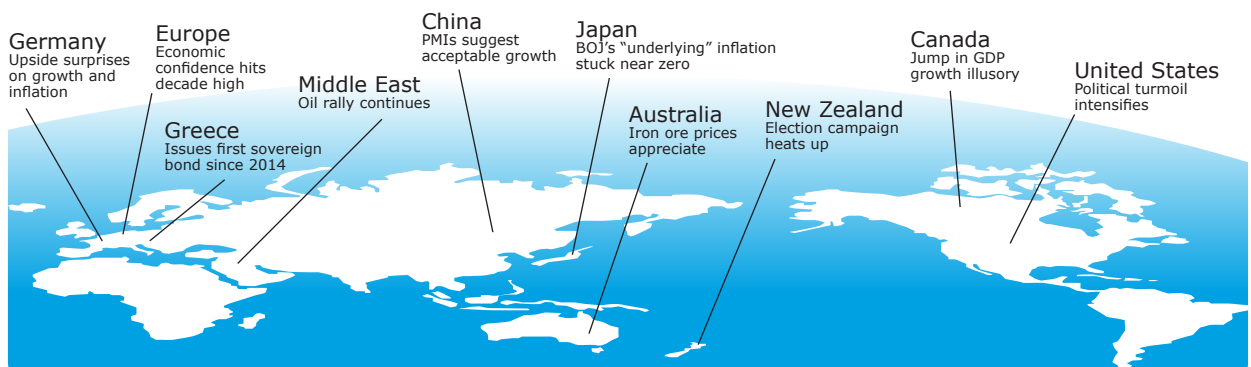 Germany
Upside surprises
on growth and
inflation
Europe
Economic
confidence hits
decade high
Greece
Issues first sovereign
bond since 2014
Middle East
Oil rally continues
China
PMIs suggest
acceptable growth
Japan
BOJ's “underlying” inflation
stuck near zero
Australia
Iron ore prices
appreciate
New Zealand
Election campaign
heats up
Canada
Jump in GDP
growth illusory
United States
Political turmoil
intensifies